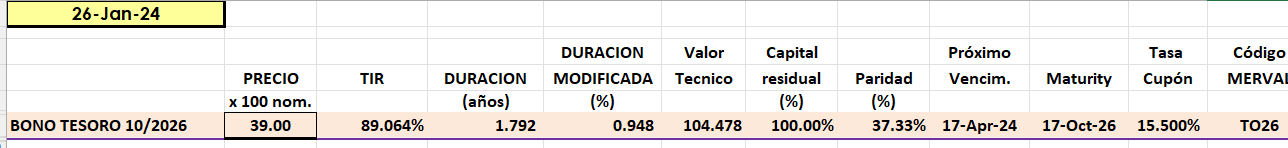 26-Jan-24
DURACION Valor Capital Próximo Tasa Código
PRECIO TIR DURACION MODIFICADA Tecnico residual Paridad Vencim. Maturity Cupón MERVAL
x 100 nom. (años) (%) (%) (%)
BONO TESORO 10/2026 39.00 89.064% 1.792 0.948 104.478 100.00% 37.33% 17-Apr-24 17-Oct-26 15.500% TO26